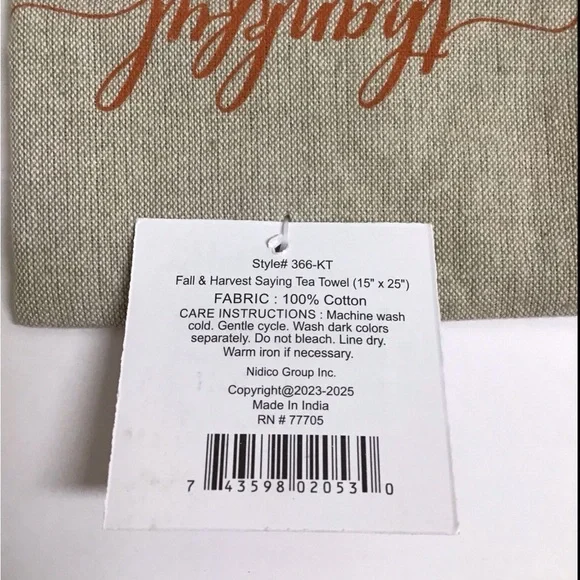 thankful
Style# 366-KT
Fall & Harvest Saying Tea Towel (15" x 25")
FABRIC : 100% Cotton
CARE INSTRUCTIONS : Machine wash
cold. Gentle cycle. Wash dark colors
separately. Do not bleach. Line dry.
Warm iron if necessary.
Nidico Group Inc.
Copyright@2023-2025
Made In India
RN # 77705
7 43598 02053 0